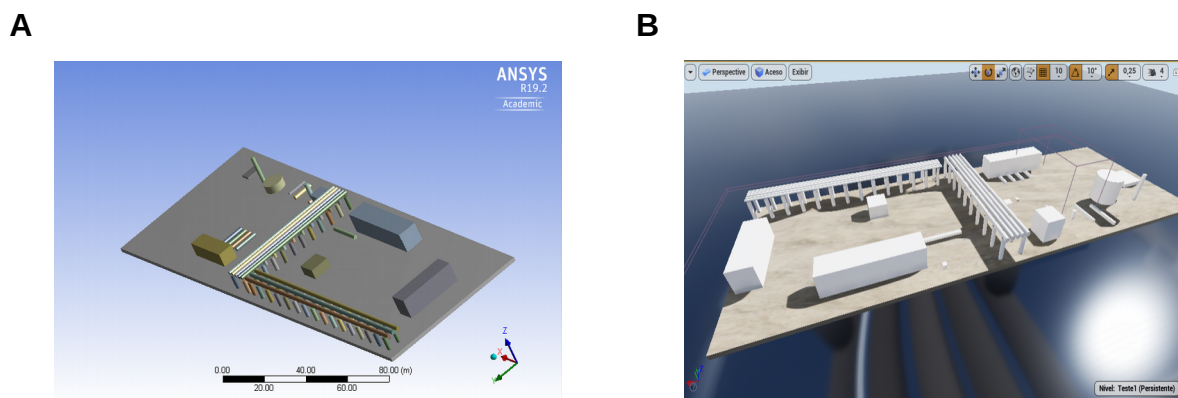 A
B
ANSYS
R19.2
Academic
Z
X
Y
0.00 40.00 80.00 (m)
20.00 60.00
Perspective Aceso Exibir 10 10° 0,25 4
Nível: Teste1 (Persistente)